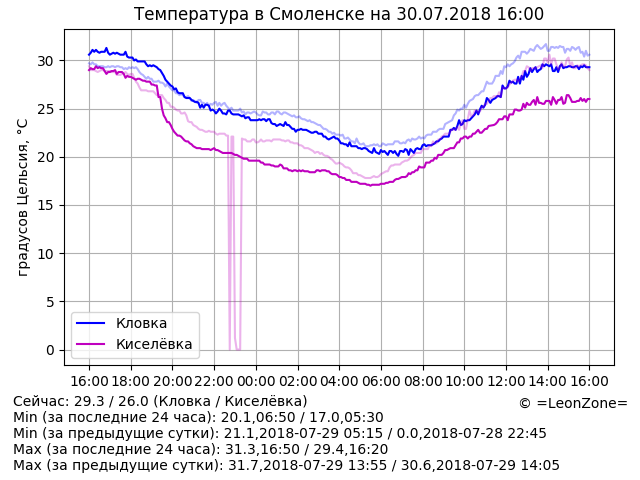 Температура в Смоленске на 30.07.2018 16:00
градусов Цельсия, °C
30
25
20
15
10
5
0
Кловка
Киселёвка
16:00 18:00 20:00 22:00 00:00 02:00 04:00 06:00 08:00 10:00 12:00 14:00 16:00
Сейчас: 29.3 / 26.0 (Кловка / Киселёвка)
© =LeonZone=
Min (за последние 24 часа): 20.1,06:50 / 17.0,05:30
Min (за предыдущие сутки): 21.1,2018-07-29 05:15 / 0.0,2018-07-28 22:45
Max (за последние 24 часа): 31.3,16:50 / 29.4,16:20
Max (за предыдущие сутки): 31.7,2018-07-29 13:55 / 30.6,2018-07-29 14:05